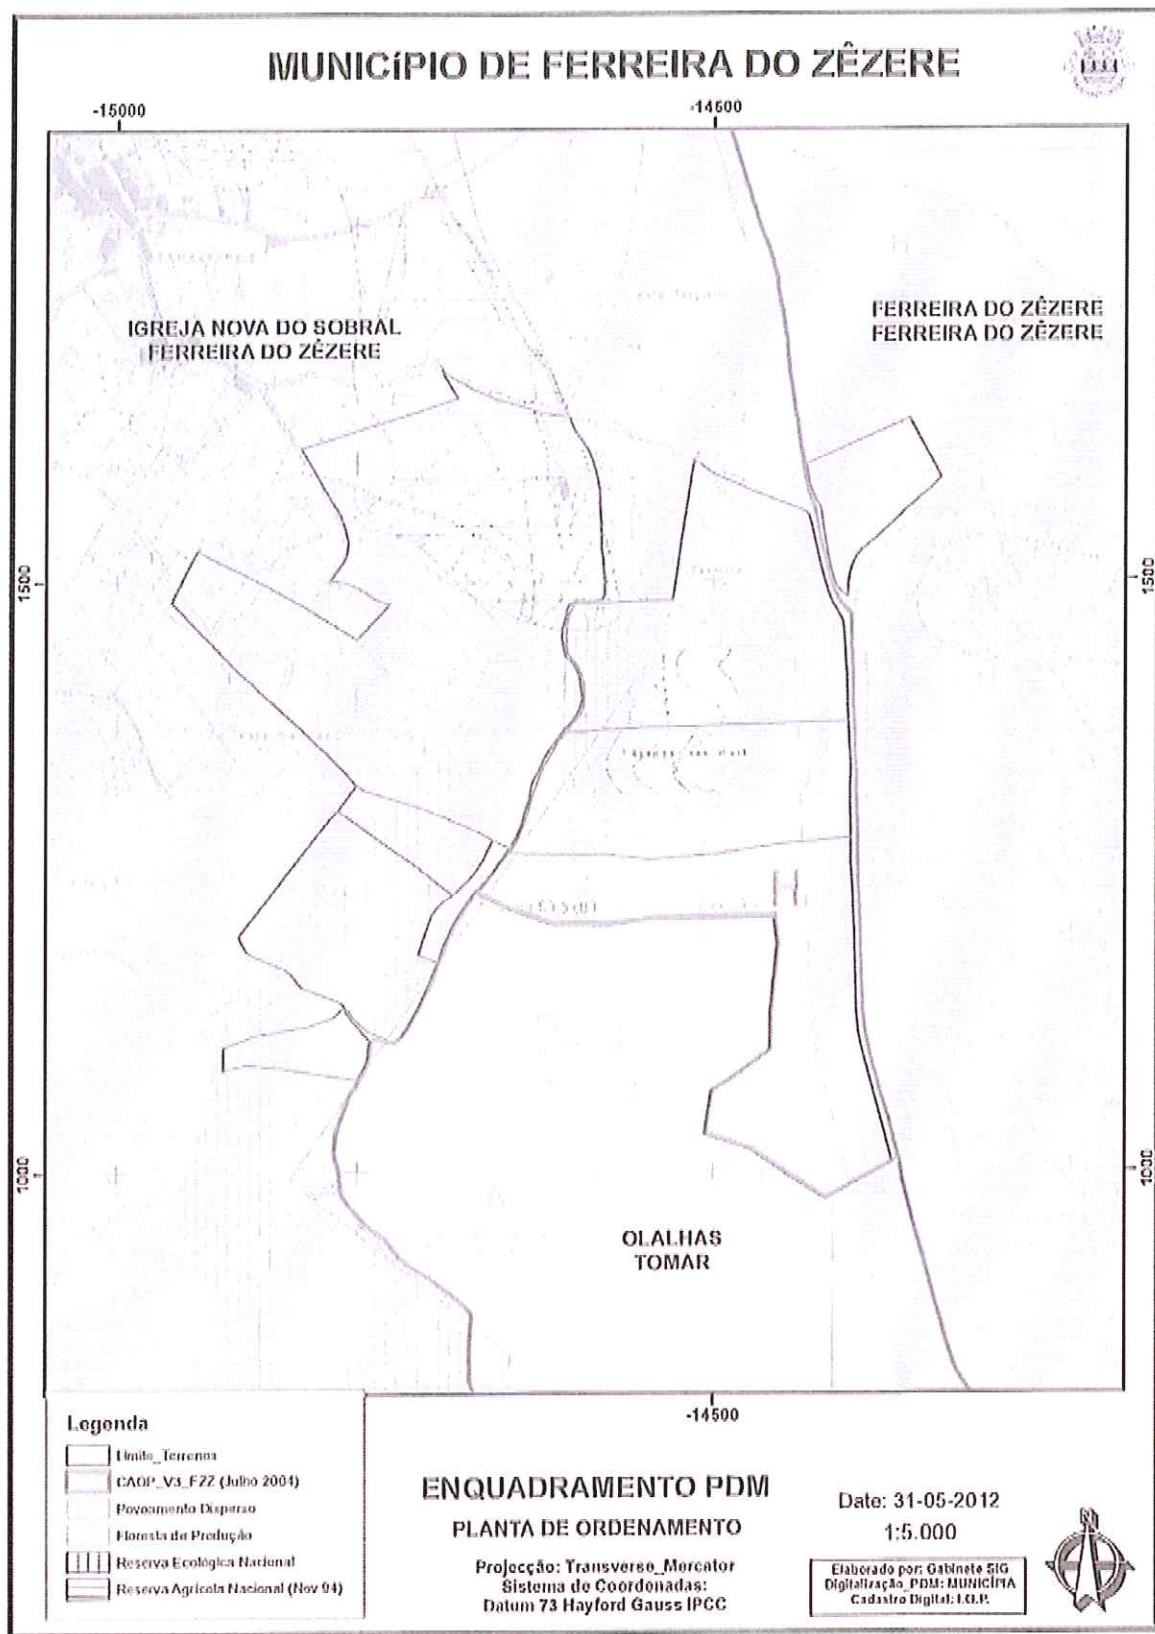 MUNICíPIO DE FERREIRA DO ZÊZERE
-15000
-14500
IGREJA NOVA DO SOBRAL
FERREIRA DO ZÊZERE
FERREIRA DO ZÊZERE
FERREIRA DO ZÊZERE
1500
1500
H
1000
1000
OLALHAS
TOMAR
-14500
Legenda
Limite_Terrenos
CAOP_V3_FZZ (Julho 2004)
Povoamento Disperso
Floresta de Produção
Reserva Ecológica Nacional
Reserva Agrícola Nacional (Nov 94)
ENQUADRAMENTO PDM
PLANTA DE ORDENAMENTO
Projecção: Transverse_Mercator
Sistema de Coordenadas:
Datum 73 Hayford Gauss IPCC
Date: 31-05-2012
1:5.000
Elaborado por: Gabinete SIG
Digitalização_PDM: MUNICÍPIA
Cadastro Digital: I.G.P.
N